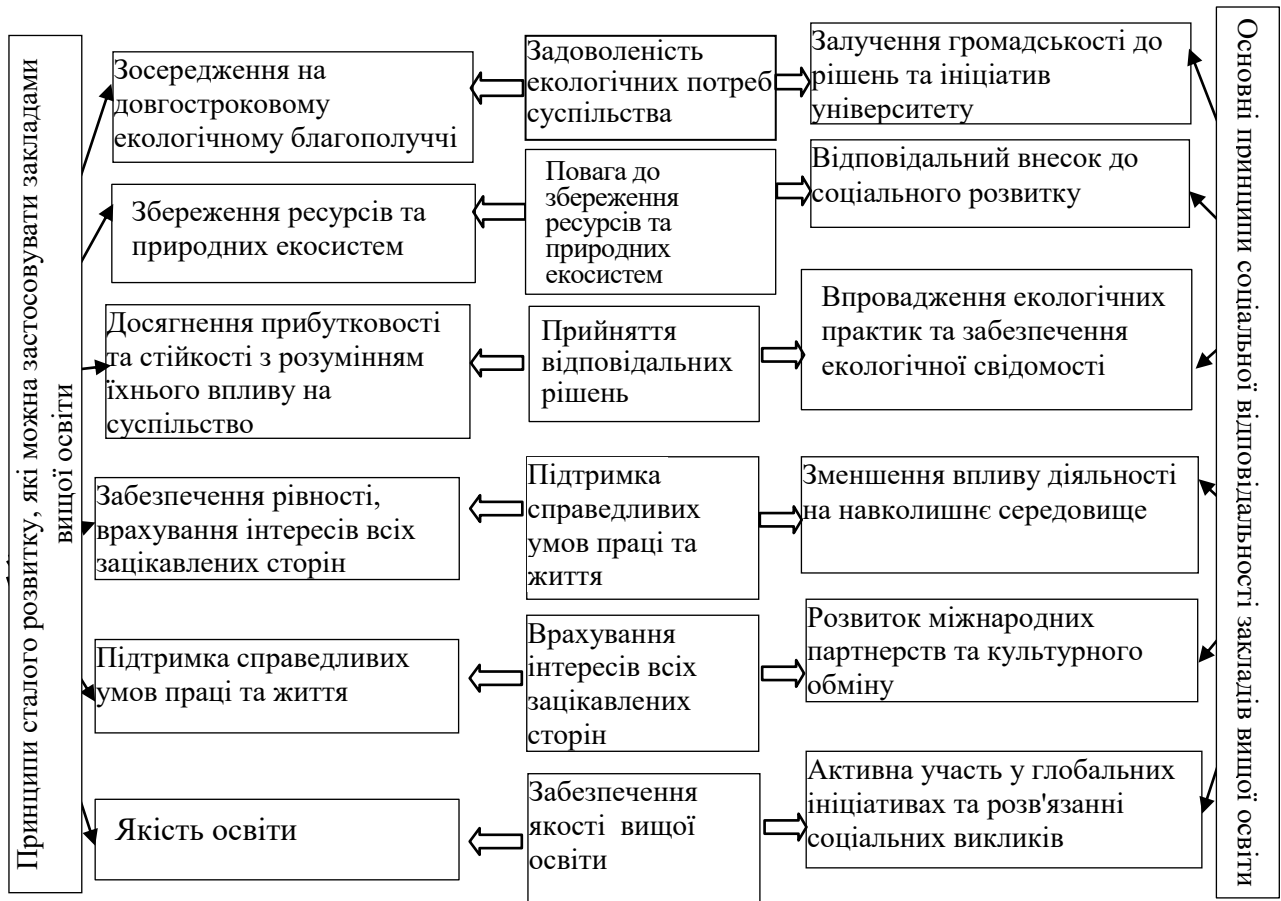 Принципи сталого розвитку, які можна застосовувати закладами
вищої освіти
Зосередження на
довгостроковому
екологічному благополуччі
Задоволеність
екологічних потреб
суспільства
Залучення громадськості до
рішень та ініціатив
університету
Збереження ресурсів та
природних екосистем
Повага до
збереження
ресурсів та
природних
екосистем
Відповідальний внесок до
соціального розвитку
Досягнення прибутковості
та стійкості з розумінням
їхнього впливу на
суспільство
Прийняття
відповідальних
рішень
Впровадження екологічних
практик та забезпечення
екологічної свідомості
Забезпечення рівності,
врахування інтересів всіх
зацікавлених сторін
Підтримка
справедливих
умов праці та
життя
Зменшення впливу діяльності
на навколишнє середовище
Підтримка справедливих
умов праці та життя
Врахування
інтересів всіх
зацікавлених
сторін
Розвиток міжнародних
партнерств та культурного
обміну
Якість освіти
Забезпечення
якості вищої
освіти
Активна участь у глобальних
ініціативах та розв'язанні
соціальних викликів
Основні принципи соціальної відповідальності закладів вищої освіти